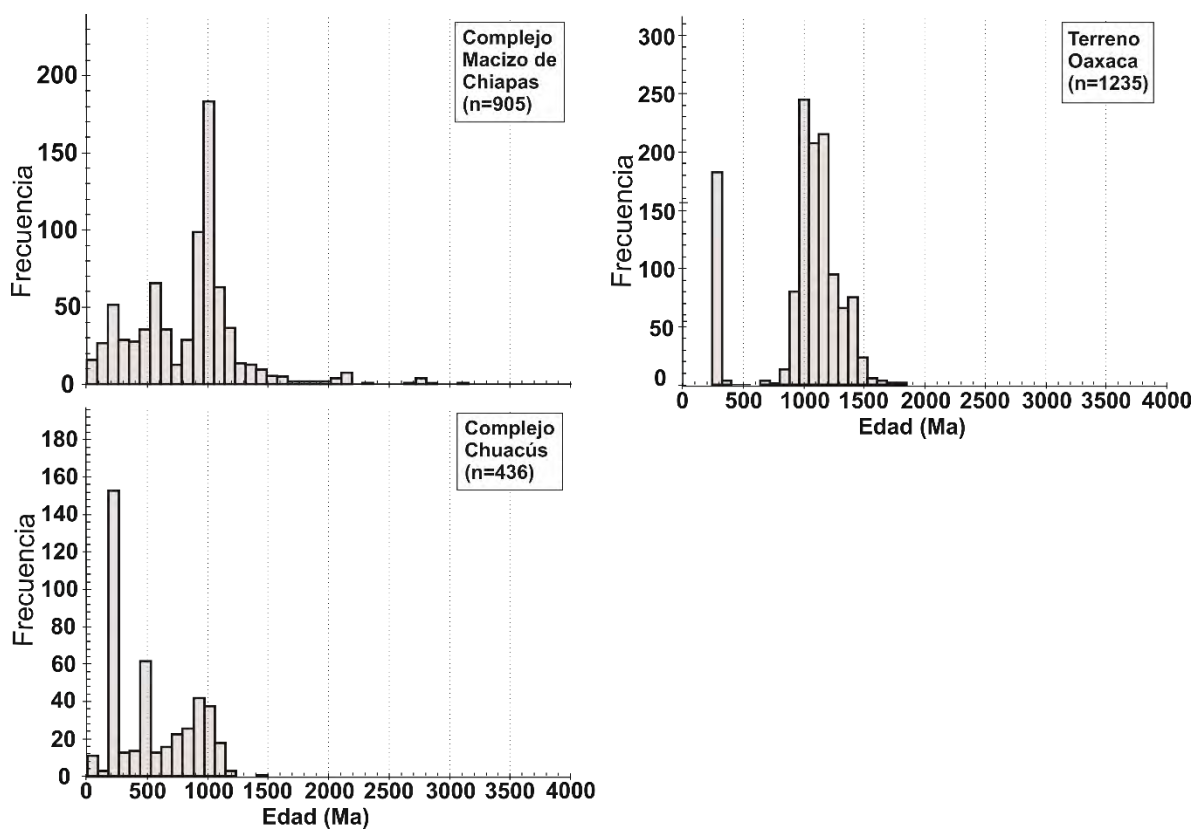 Complejo
Macizo de
Chiapas
(n=905)
Frecuencia
200
150
100
50
0
Terreno
Oaxaca
(n=1235)
Frecuencia
300
250
200
150
100
50
0
0 500 1000 1500 2000 2500 3000 3500 4000
Edad (Ma)
Complejo
Chuacús
(n=436)
Frecuencia
180
160
140
120
100
80
60
40
20
0
0 500 1000 1500 2000 2500 3000 3500 4000
Edad (Ma)